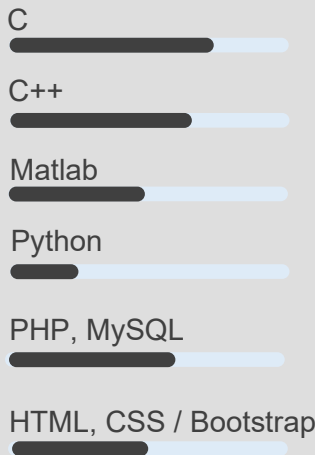 C
C++
Matlab
Python
PHP, MySQL
HTML, CSS / Bootstrap